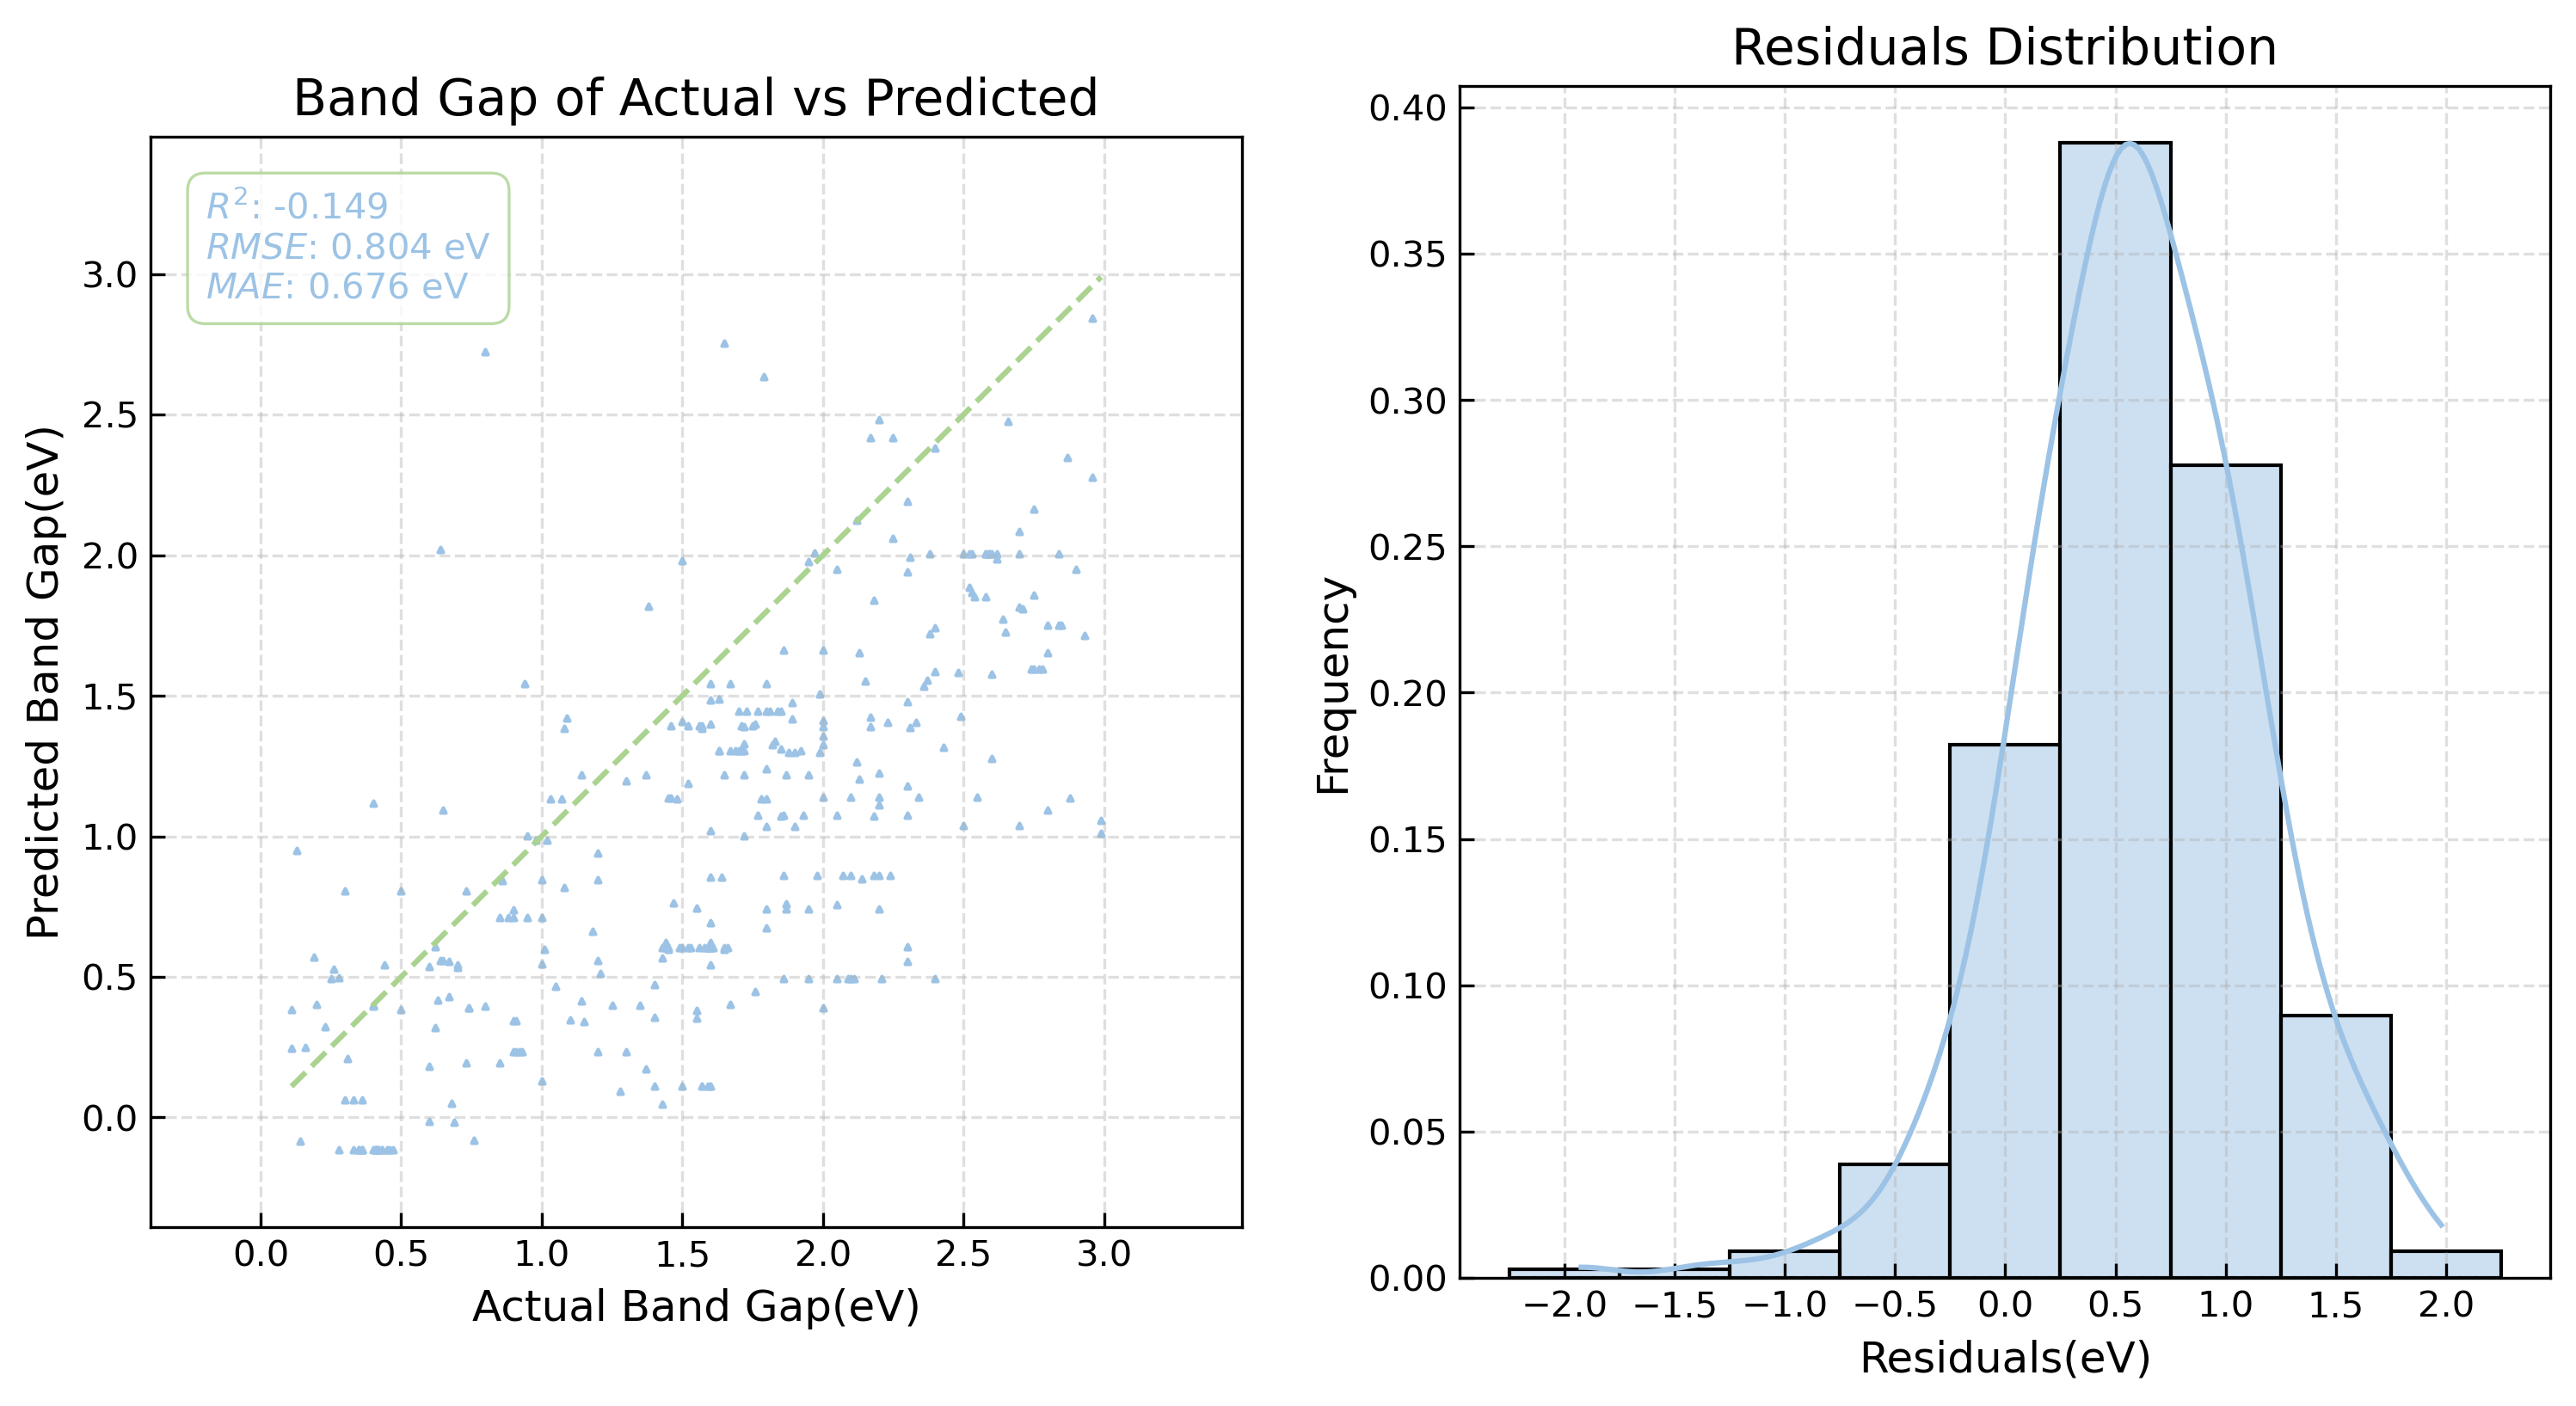 Band Gap of Actual vs Predicted
R²: -0.149
RMSE: 0.804 eV
MAE: 0.676 eV
Predicted Band Gap(eV)
3.0
2.5
2.0
1.5
1.0
0.5
0.0
0.0 0.5 1.0 1.5 2.0 2.5 3.0
Actual Band Gap(eV)
Residuals Distribution
Frequency
0.40
0.35
0.30
0.25
0.20
0.15
0.10
0.05
0.00
−2.0 −1.5 −1.0 −0.5 0.0 0.5 1.0 1.5 2.0
Residuals(eV)